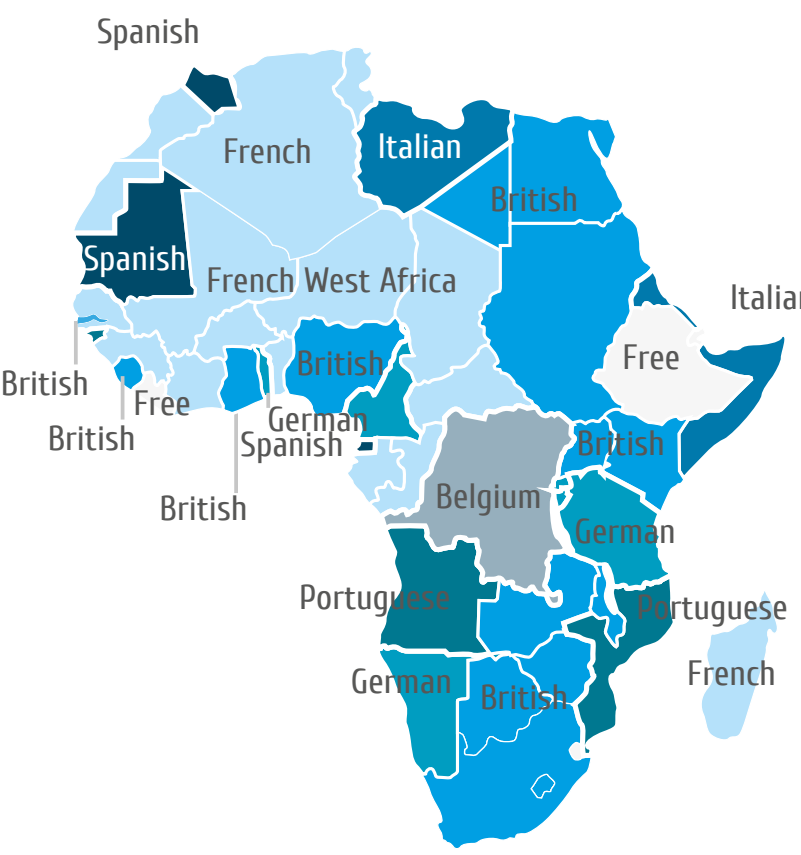 Spanish
French
Italian
British
Spanish
French West Africa
Italian
British
Free
British
Free
German
British
Spanish
British
British
Belgium
German
Portuguese
Portuguese
German
British
French